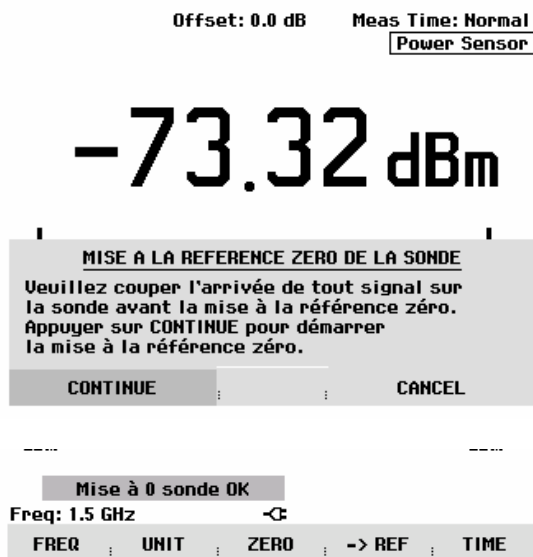 Offset: 0.0 dB Meas Time: Normal
Power Sensor
-73.32 dBm
MISE A LA REFERENCE ZERO DE LA SONDE
Veuillez couper l'arrivée de tout signal sur
la sonde avant la mise à la référence zéro.
Appuyer sur CONTINUE pour démarrer
la mise à la référence zéro.
CONTINUE CANCEL
Mise à 0 sonde OK
Freq: 1.5 GHz
FREQ UNIT ZERO -> REF TIME